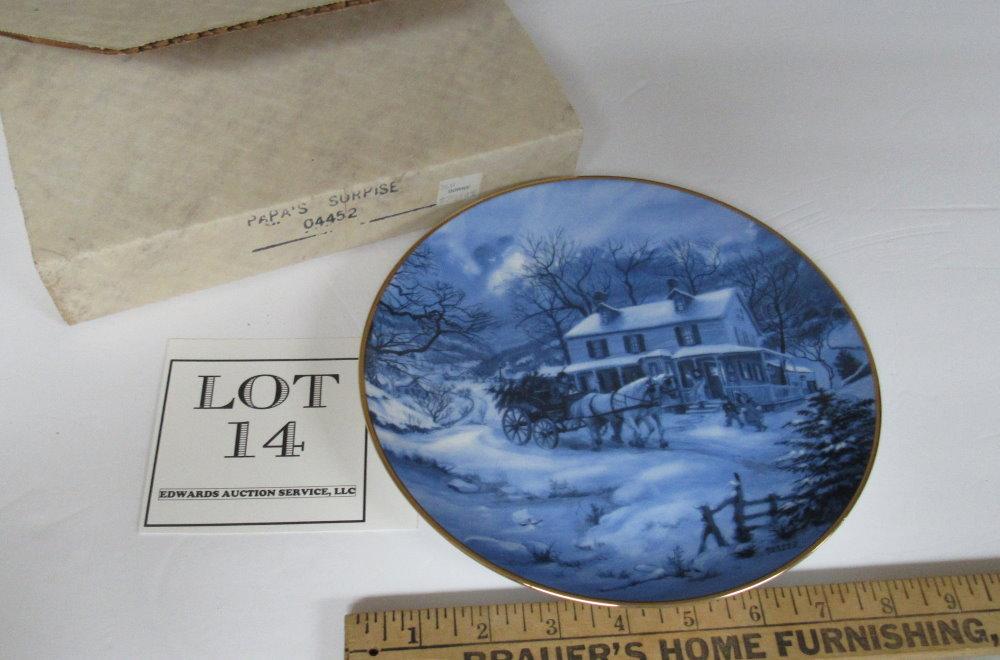 PAPA'S SURPISE
04452
LOT
14
EDWARDS AUCTION SERVICE, LLC
1 2 3 4 5 6 7 8 9
BRAUER'S HOME FURNISHING,